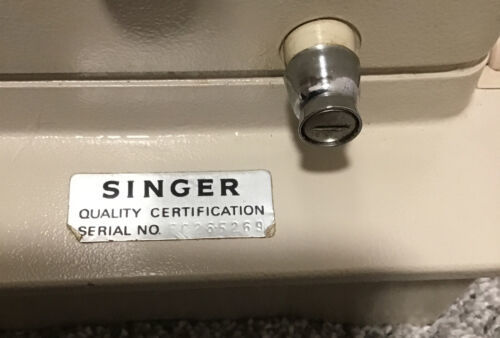 SINGER
QUALITY CERTIFICATION
SERIAL NO.